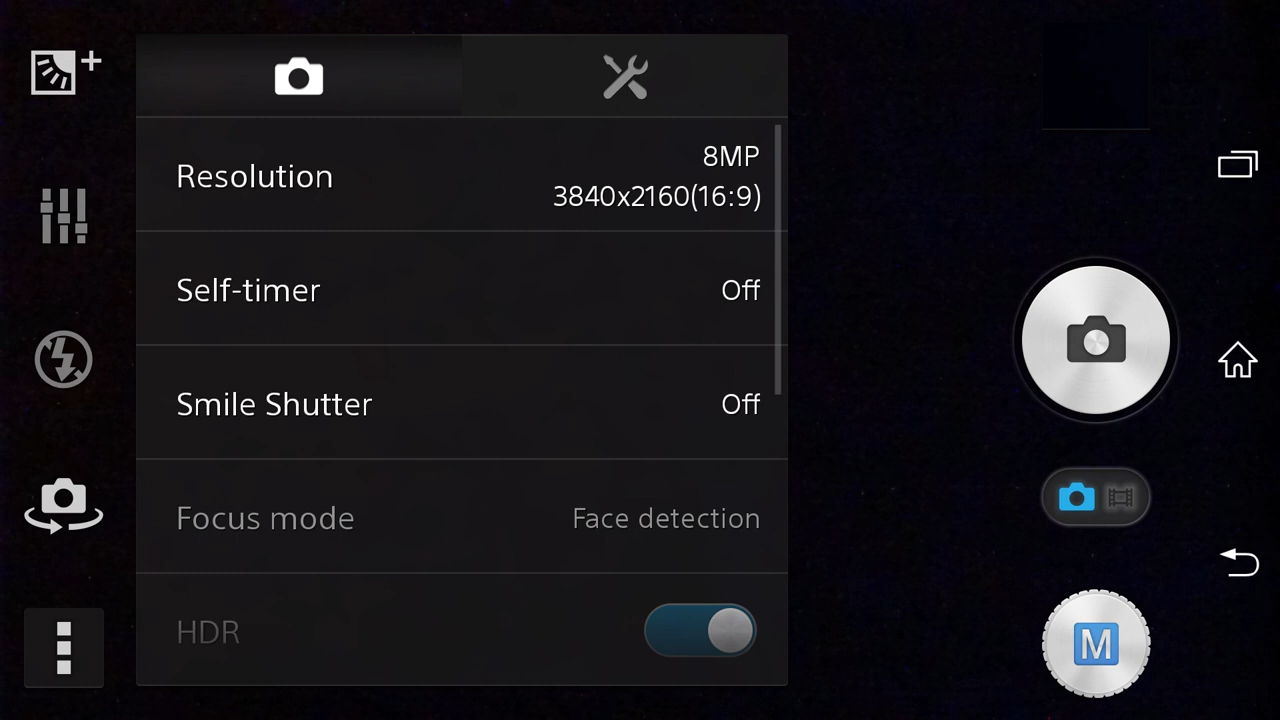 Resolution
8MP
3840x2160(16:9)
Self-timer
Off
Smile Shutter
Off
Focus mode
Face detection
HDR
M